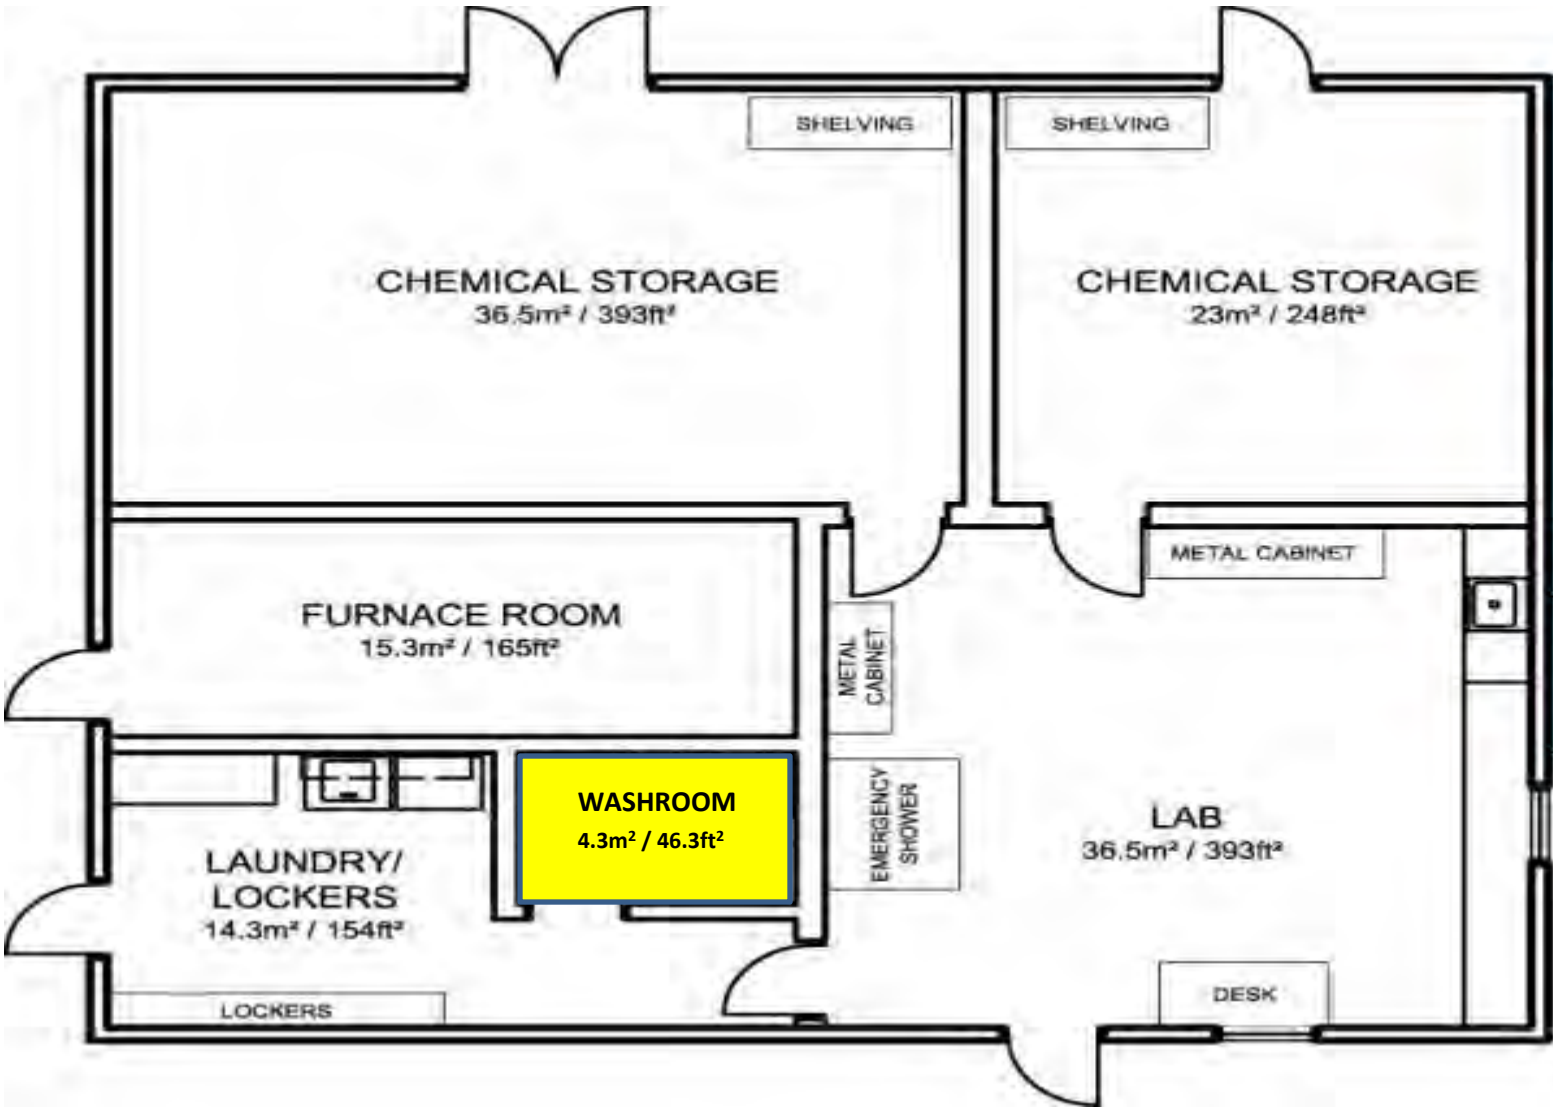 SHELVING
SHELVING
CHEMICAL STORAGE
36.5m² / 393ft²
CHEMICAL STORAGE
23m² / 248ft²
METAL CABINET
FURNACE ROOM
15.3m² / 165ft²
METAL
CABINET
WASHROOM
4.3m² / 46.3ft²
EMERGENCY
SHOWER
LAB
36.5m² / 393ft²
LAUNDRY/
LOCKERS
14.3m² / 154ft²
DESK
LOCKERS